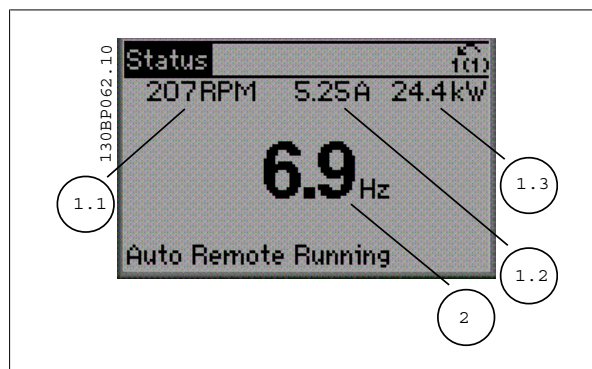 130BP062.10
Status
1(1)
207RPM 5.25A 24.4kW
6.9Hz
Auto Remote Running
1.1
1.3
1.2
2